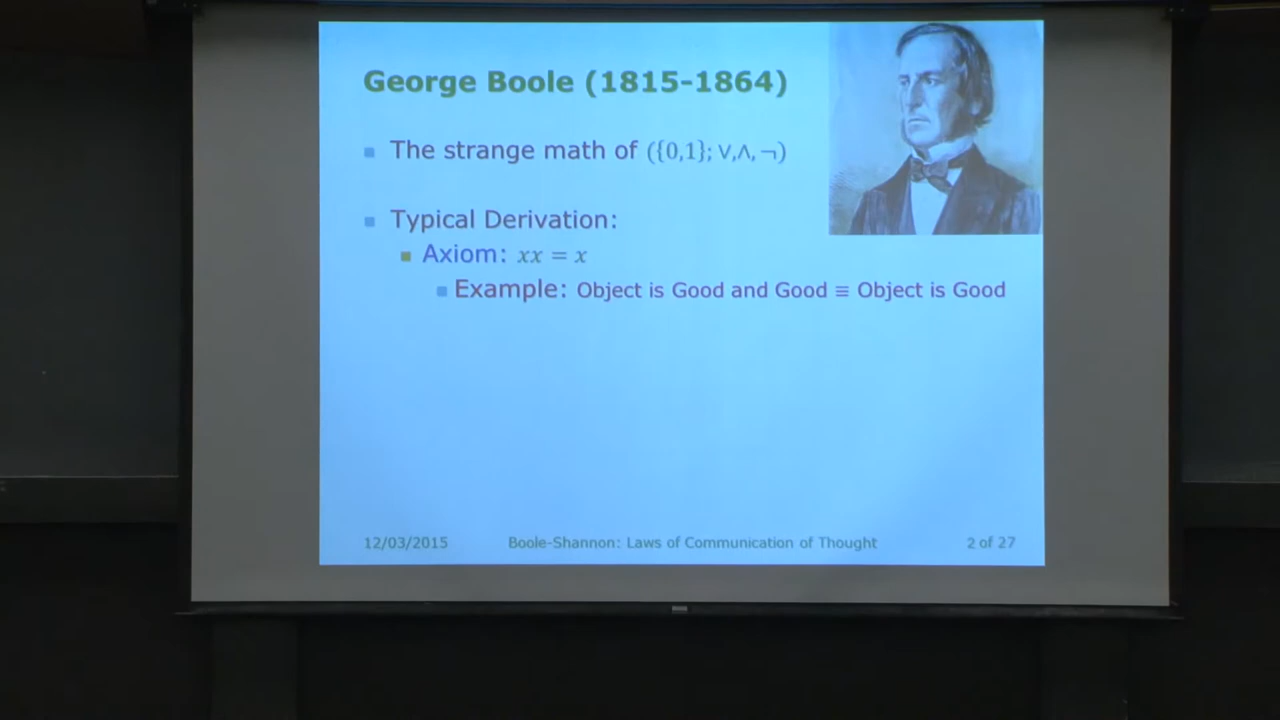 George Boole (1815-1864)
The strange math of ({0,1}; ∨,∧, ¬)
Typical Derivation:
Axiom: xx = x
Example: Object is Good and Good ≡ Object is Good
12/03/2015 Boole-Shannon: Laws of Communication of Thought 2 of 27